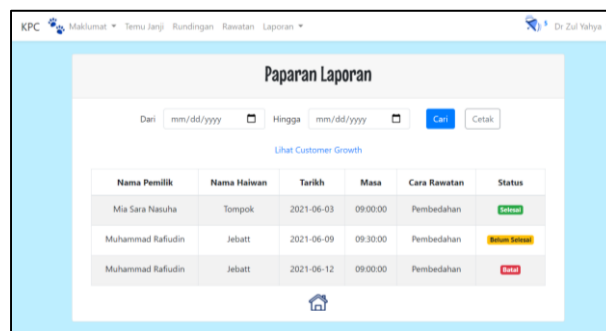 KPC Maklumat Temu Janji Rundingan Rawatan Laporan Dr Zul Yahya
Paparan Laporan
Dari mm/dd/yyyy Hingga mm/dd/yyyy Cari Cetak
Lihat Customer Growth
Nama Pemilik Nama Haiwan Tarikh Masa Cara Rawatan Status
Mia Sara Nasuha Tompok 2021-06-03 09:00:00 Pembedahan Selesai
Muhammad Rafiudin Jebatt 2021-06-09 09:30:00 Pembedahan Belum Selesai
Muhammad Rafiudin Jebatt 2021-06-12 09:00:00 Pembedahan Batal